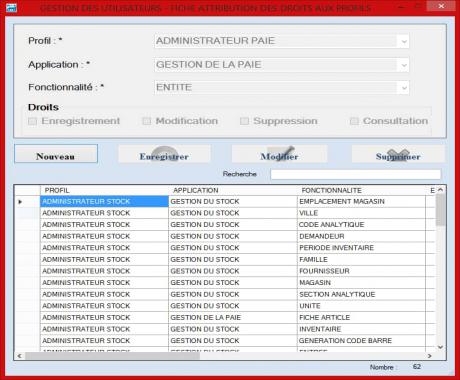 GESTION DES UTILISATEURS - FICHE ATTRIBUTION DES DROITS AUX PROFILS
Profil : * ADMINISTRATEUR PAIE
Application : * GESTION DE LA PAIE
Fonctionnalité : * ENTITE
Droits
Enregistrement Modification Suppression Consultation
Nouveau Enregistrer Modifier Supprimer
Recherche
PROFIL APPLICATION FONCTIONNALITE E
ADMINISTRATEUR STOCK GESTION DU STOCK EMPLACEMENT MAGASIN
ADMINISTRATEUR STOCK GESTION DU STOCK VILLE
ADMINISTRATEUR STOCK GESTION DU STOCK CODE ANALYTIQUE
ADMINISTRATEUR STOCK GESTION DU STOCK DEMANDEUR
ADMINISTRATEUR STOCK GESTION DU STOCK PERIODE INVENTAIRE
ADMINISTRATEUR STOCK GESTION DU STOCK FAMILLE
ADMINISTRATEUR STOCK GESTION DU STOCK FOURNISSEUR
ADMINISTRATEUR STOCK GESTION DU STOCK MAGASIN
ADMINISTRATEUR STOCK GESTION DU STOCK SECTION ANALYTIQUE
ADMINISTRATEUR STOCK GESTION DU STOCK UNITE
ADMINISTRATEUR STOCK GESTION DE LA PAIE FICHE ARTICLE
ADMINISTRATEUR STOCK GESTION DU STOCK INVENTAIRE
ADMINISTRATEUR STOCK GESTION DU STOCK GENERATION CODE BARRE
ADMINISTRATEUR STOCK GESTION DU STOCK ENTREE
Nombre : 62